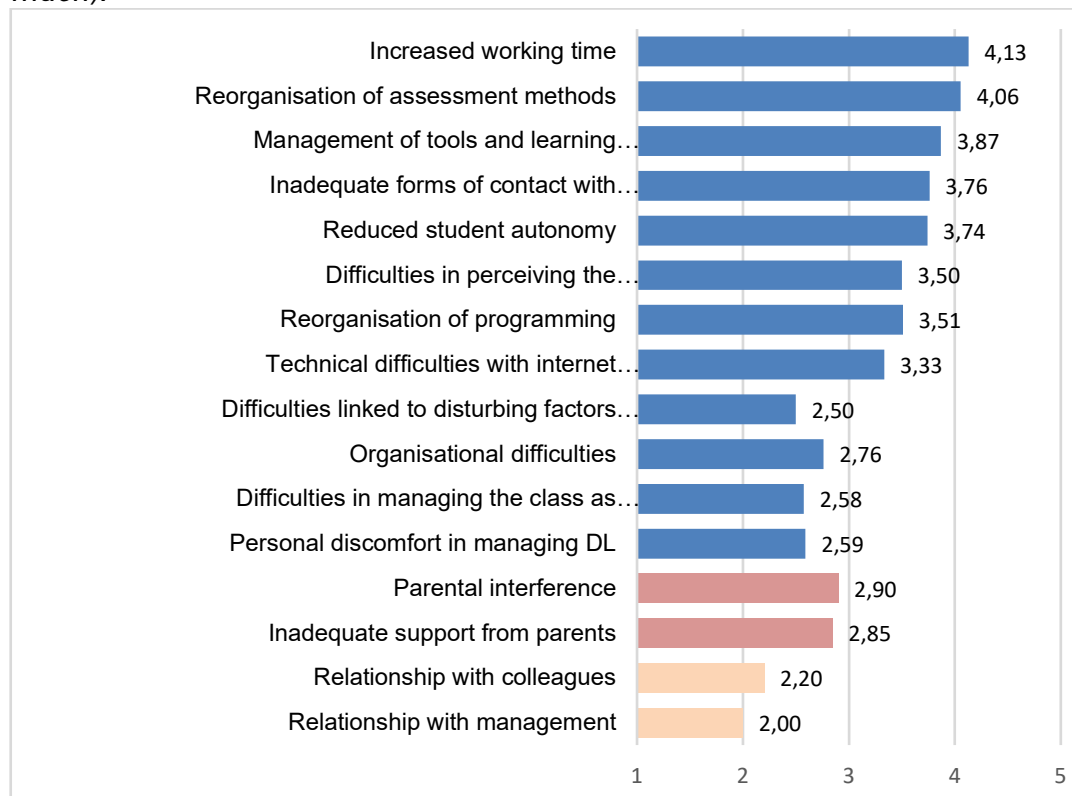 Increased working time 4,13
Reorganisation of assessment methods 4,06
Management of tools and learning… 3,87
Inadequate forms of contact with… 3,76
Reduced student autonomy 3,74
Difficulties in perceiving the… 3,50
Reorganisation of programming 3,51
Technical difficulties with internet… 3,33
Difficulties linked to disturbing factors… 2,50
Organisational difficulties 2,76
Difficulties in managing the class as… 2,58
Personal discomfort in managing DL 2,59
Parental interference 2,90
Inadequate support from parents 2,85
Relationship with colleagues 2,20
Relationship with management 2,00
1 2 3 4 5